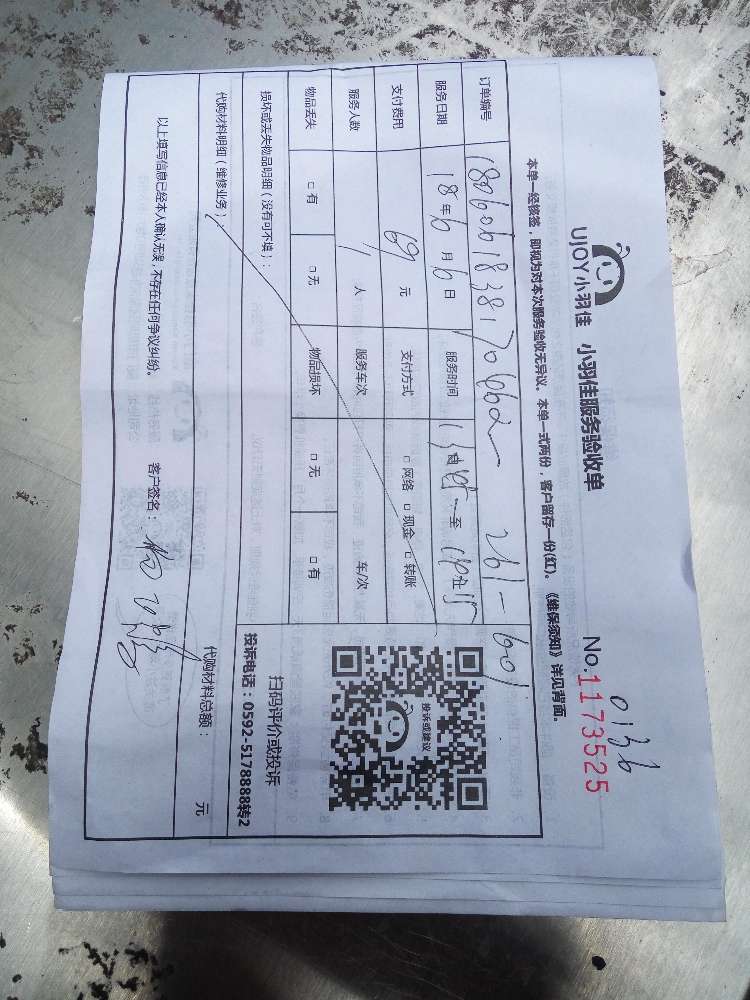 UJOY小羽佳 小羽佳服务验收单
0136
No.1173525
本单一经核签，即视为对本次服务验收无异议。本单一式两份，客户留存一份(红)。《维保须知》详见背面。
订单编号
服务日期 18年 6月 6日 服务时间 至
支付费用 69 元 支付方式 □网络 □现金 □转账
服务人数 1 人 服务车次 车/次
物品丢失 □有 □无 物品损坏 □无 □有
投诉或建议
扫码评价或投诉
投诉电话：0592-5178888转2
损坏或丢失物品明细（没有可不填）：
代购材料明细（维修业务）： 代购材料总额： 元
以上填写信息已经本人确认无误，不存在任何争议纠纷。 客户签名：